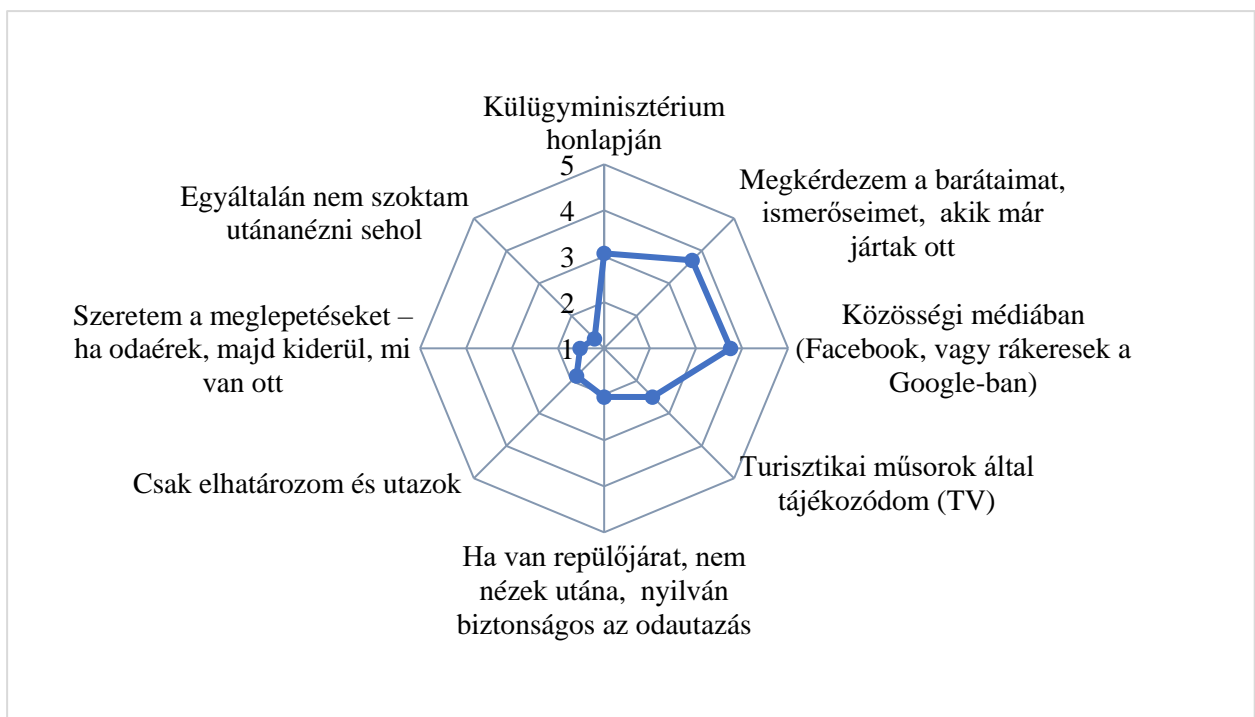 Külügyminisztérium
honlapján
Megkérdezem a barátaimat,
ismerőseimet, akik már
jártak ott
Közösségi médiában
(Facebook, vagy rákeresek a
Google-ban)
Turisztikai műsorok által
tájékozódom (TV)
Ha van repülőjárat, nem
nézek utána, nyilván
biztonságos az odautazás
Csak elhatározom és utazok
Szeretem a meglepetéseket –
ha odaérek, majd kiderül, mi
van ott
Egyáltalán nem szoktam
utánanézni sehol
5
4
3
2
1